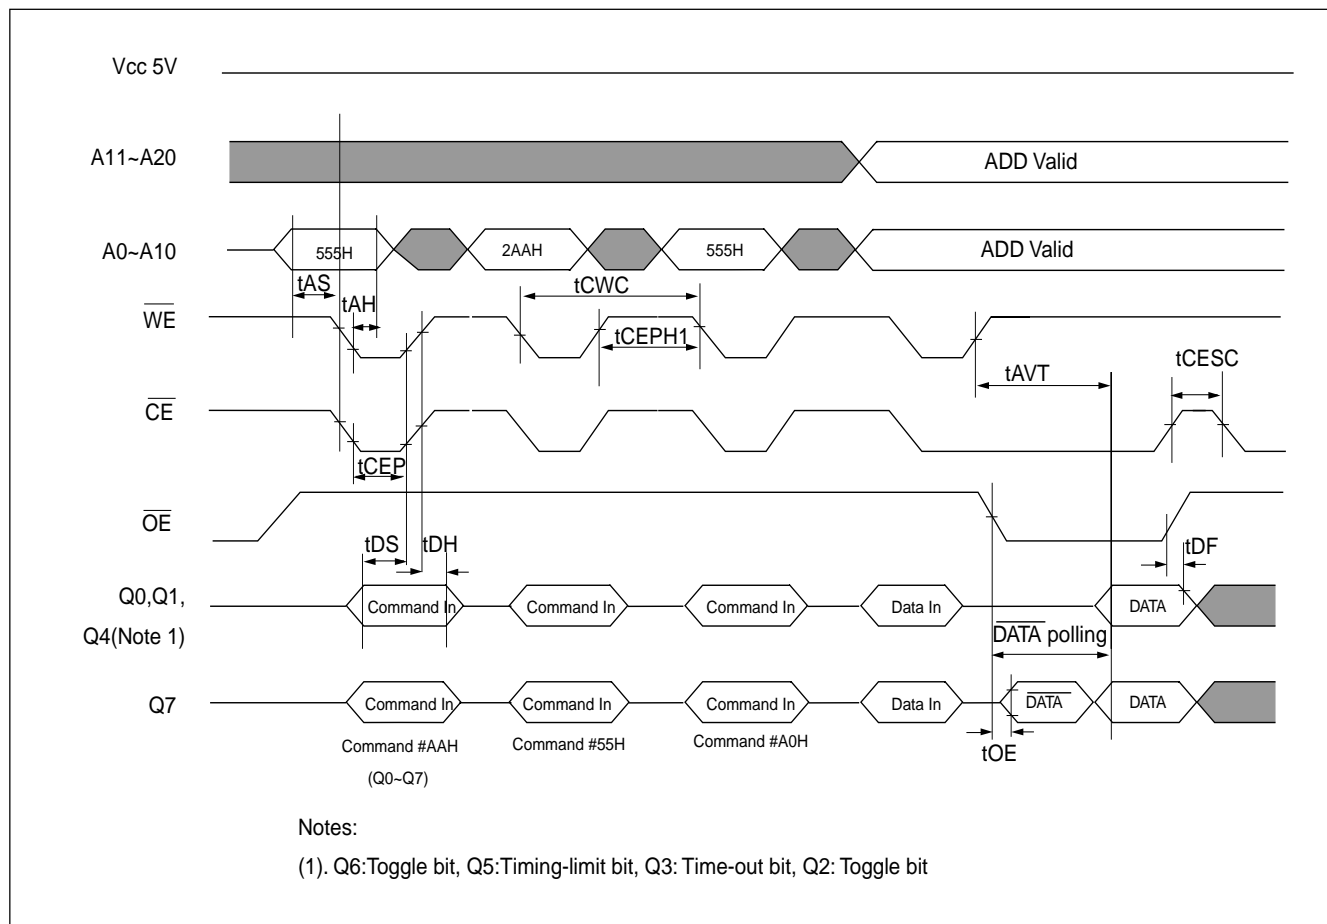 Vcc 5V
A11~A20
ADD Valid
A0~A10
555H
2AAH
555H
ADD Valid
tAS
tAH
tCWC
WE
tCEPH1
tAVT
tCESC
CE
tCEP
OE
tDS
tDH
tDF
Q0,Q1,
Q4(Note 1)
Command In
Command In
Command In
Data In
DATA
DATA polling
Q7
Command In
Command In
Command In
Data In
DATA
DATA
Command #AAH
(Q0~Q7)
Command #55H
Command #A0H
tOE
Notes:
(1). Q6:Toggle bit, Q5:Timing-limit bit, Q3: Time-out bit, Q2: Toggle bit